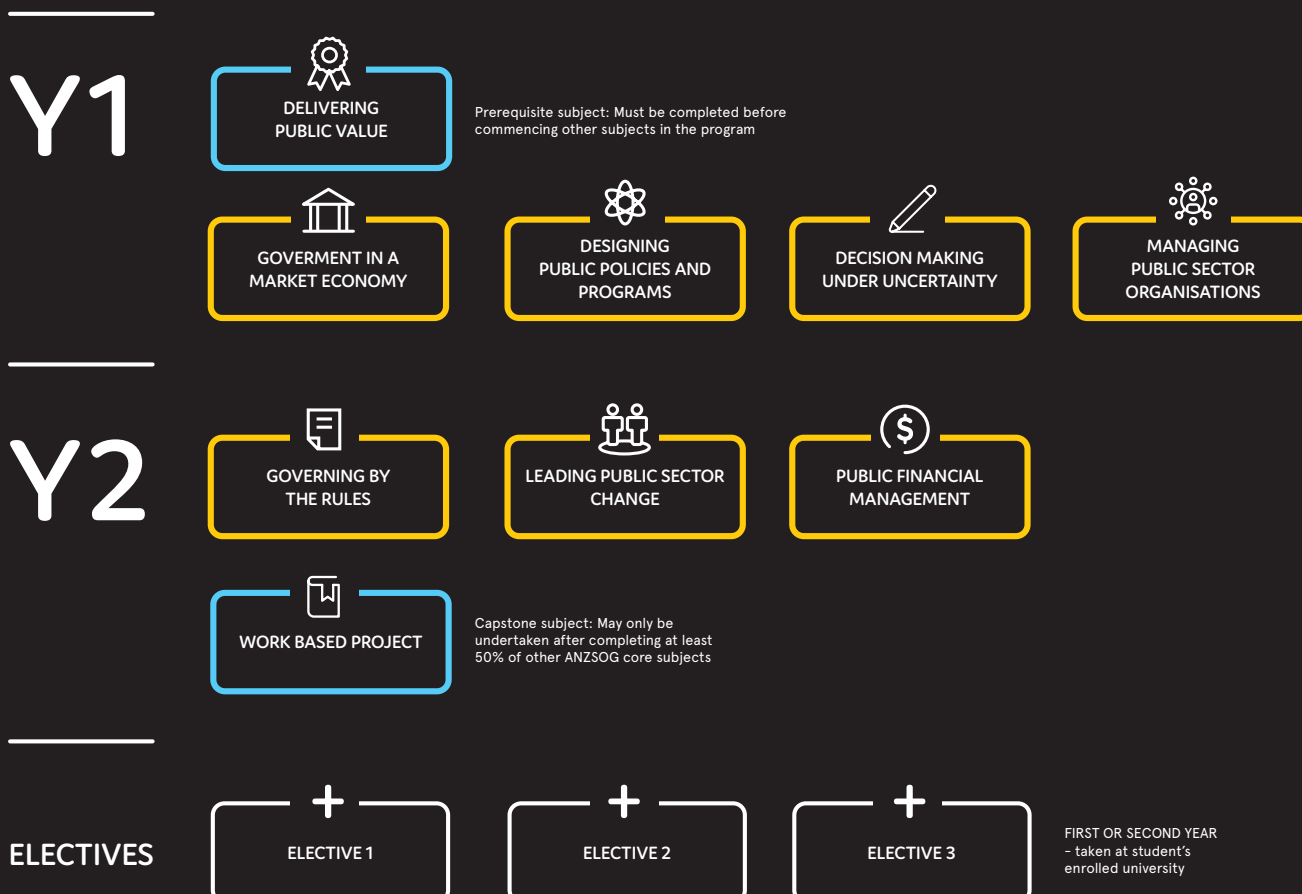 Y1
DELIVERING
PUBLIC VALUE
Prerequisite subject: Must be completed before
commencing other subjects in the program
GOVERMENT IN A
MARKET ECONOMY
DESIGNING
PUBLIC POLICIES AND
PROGRAMS
DECISION MAKING
UNDER UNCERTAINTY
MANAGING
PUBLIC SECTOR
ORGANISATIONS
Y2
GOVERNING BY
THE RULES
LEADING PUBLIC SECTOR
CHANGE
$
PUBLIC FINANCIAL
MANAGEMENT
WORK BASED PROJECT
Capstone subject: May only be
undertaken after completing at least
50% of other ANZSOG core subjects
ELECTIVES
ELECTIVE 1
ELECTIVE 2
ELECTIVE 3
FIRST OR SECOND YEAR
- taken at student's
enrolled university